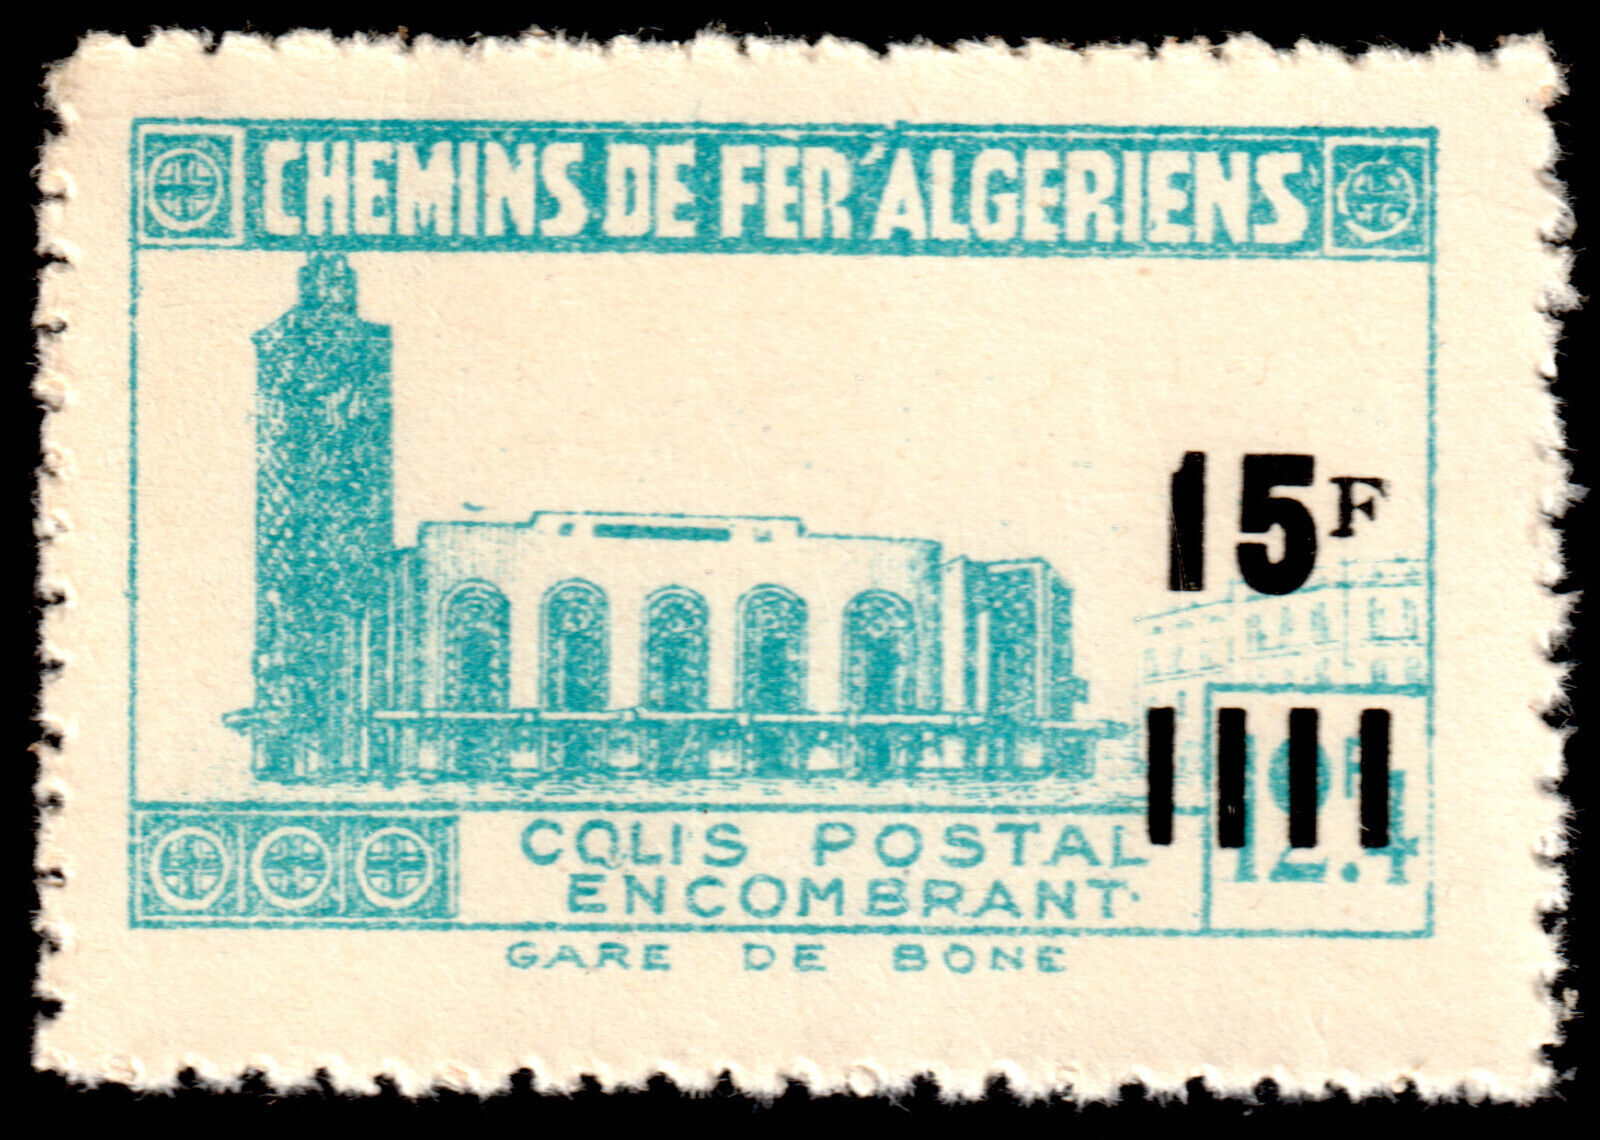 CHEMINS DE FER ALGERIENS
15F
12.4
COLIS POSTAL
ENCOMBRANT
GARE DE BONE